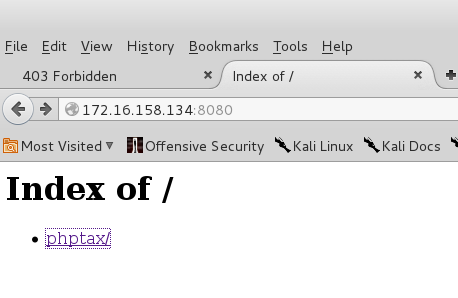 File Edit View History Bookmarks Tools Help
403 Forbidden Index of /
172.16.158.134:8080
Most Visited Offensive Security Kali Linux Kali Docs
Index of /
phptax/